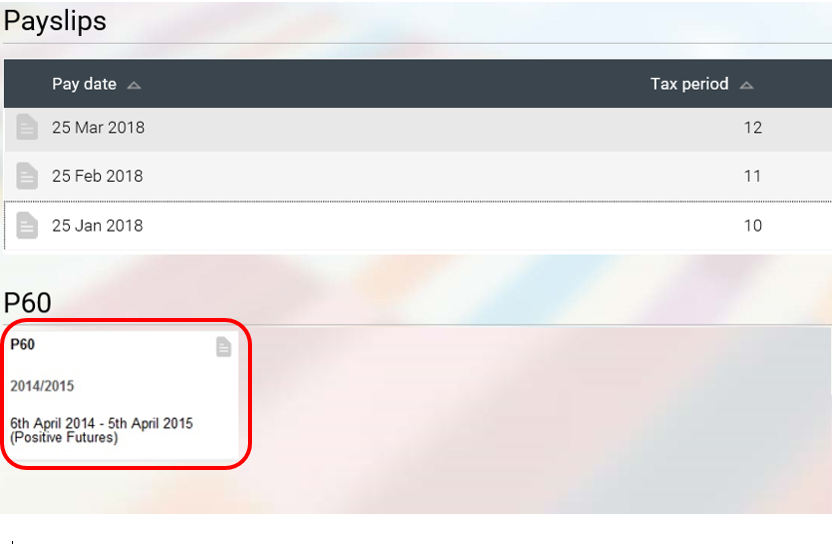 Payslips
Pay date Tax period
25 Mar 2018 12
25 Feb 2018 11
25 Jan 2018 10
P60
P60
2014/2015
6th April 2014 - 5th April 2015
(Positive Futures)